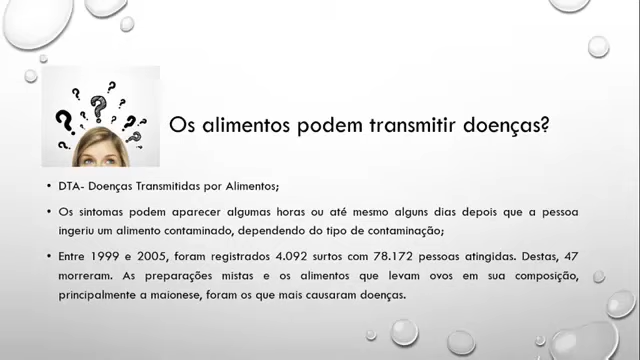 Os alimentos podem transmitir doenças?
• DTA- Doenças Transmitidas por Alimentos;
• Os sintomas podem aparecer algumas horas ou até mesmo alguns dias depois que a pessoa
ingeriu um alimento contaminado, dependendo do tipo de contaminação;
• Entre 1999 e 2005, foram registrados 4.092 surtos com 78.172 pessoas atingidas. Destas, 47
morreram. As preparações mistas e os alimentos que levam ovos em sua composição,
principalmente a maionese, foram os que mais causaram doenças.